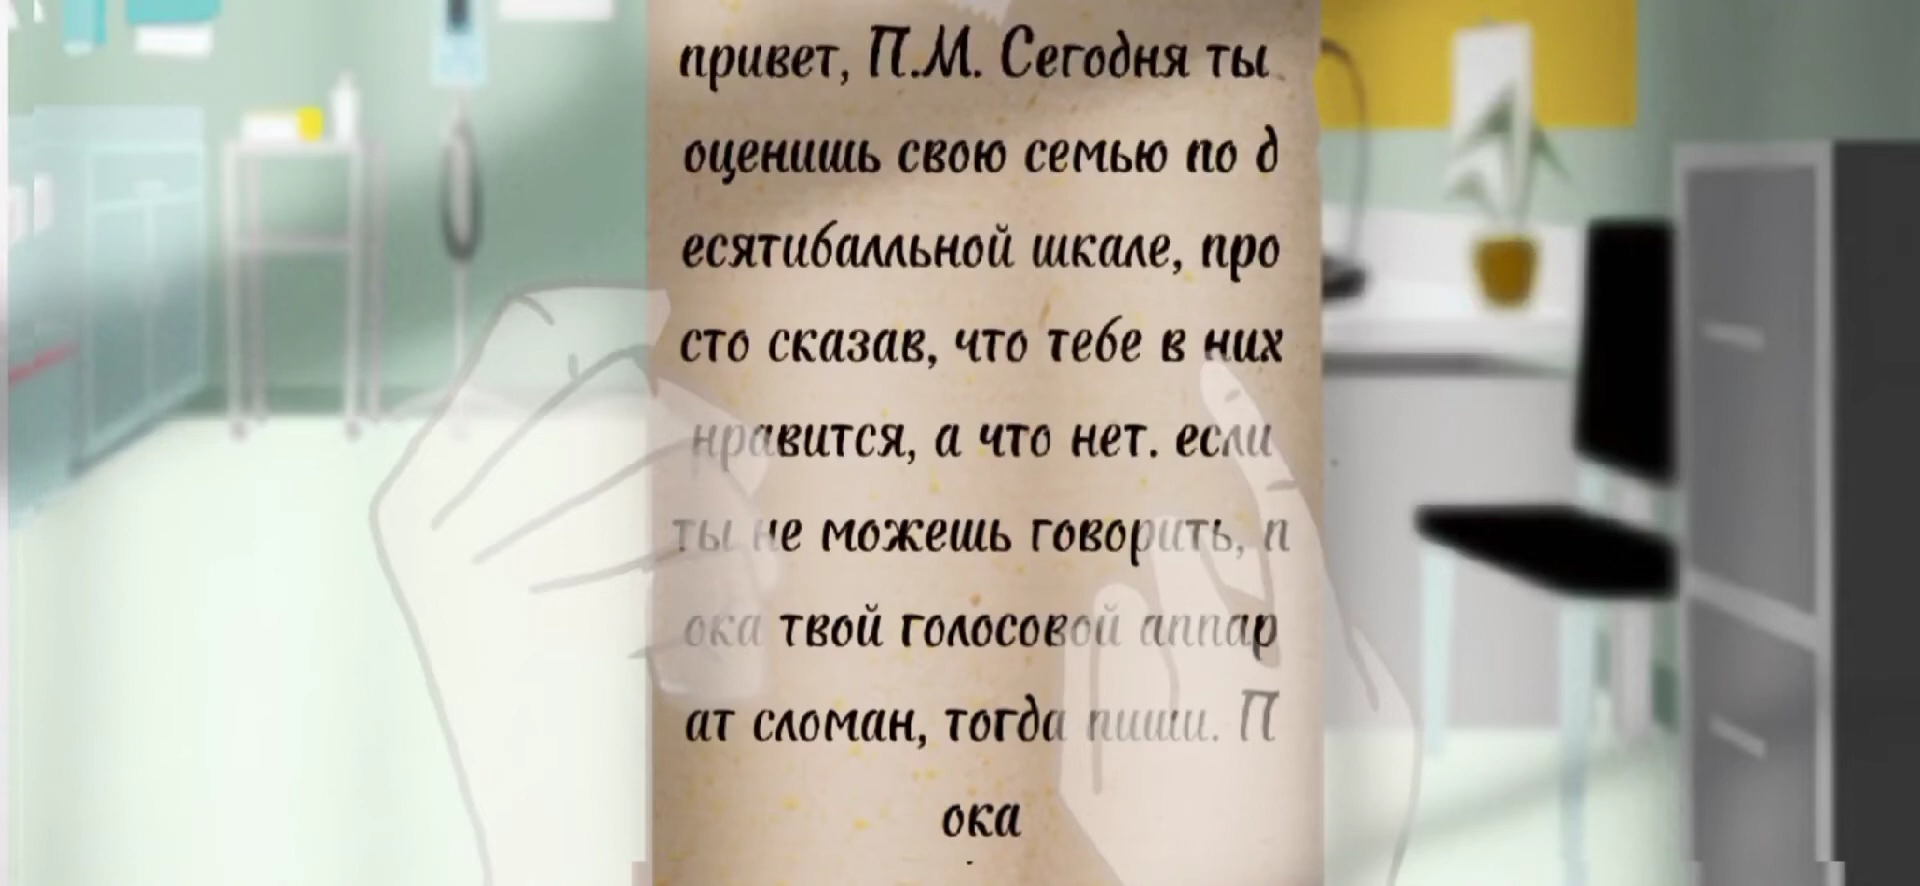 привет, П.М. Сегодня ты
оценишь свою семью по д
есятибалльной шкале, про
сто сказав, что тебе в них
нравится, а что нет. если
ты не можешь говорить, п
ока твой голосовой аппар
ат сломан, тогда пиши. П
ока
.